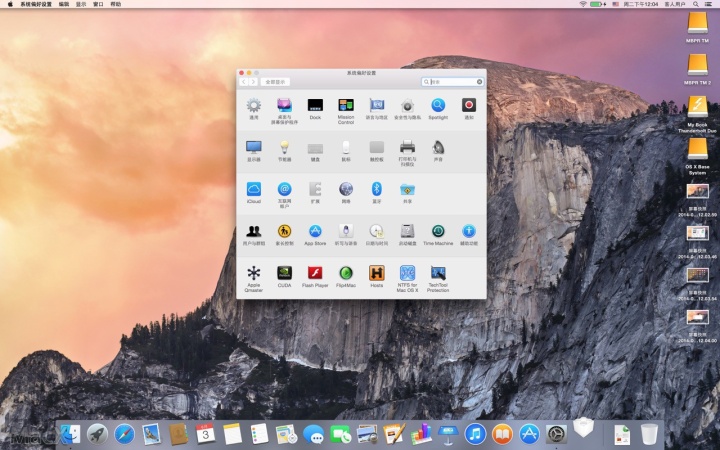 系统偏好设置 编辑 显示 窗口 帮助
周二下午12:04 客人用户
系统偏好设置
全部显示
搜索
通用
桌面与
屏幕保护程序
Dock
Mission
Control
语言与地区
安全性与隐私
Spotlight
通知
显示器
节能器
键盘
鼠标
触控板
打印机与
扫描仪
声音
iCloud
互联网
帐户
扩展
网络
蓝牙
共享
用户与群组
家长控制
App Store
听写与语音
日期与时间
启动磁盘
Time Machine
辅助功能
Apple
Qmaster
CUDA
Flash Player
Flip4Mac
Hosts
NTFS for
Mac OS X
TechTool
Protection
MBPR TM
MBPR TM 2
My Book
Thunderbolt Duo
OS X Base
System
屏幕快照
2014-0...12.02.59
屏幕快照
2014-0...12.03.48
屏幕快照
2014-0...12.03.54
屏幕快照
2014-0...12.04.00
3